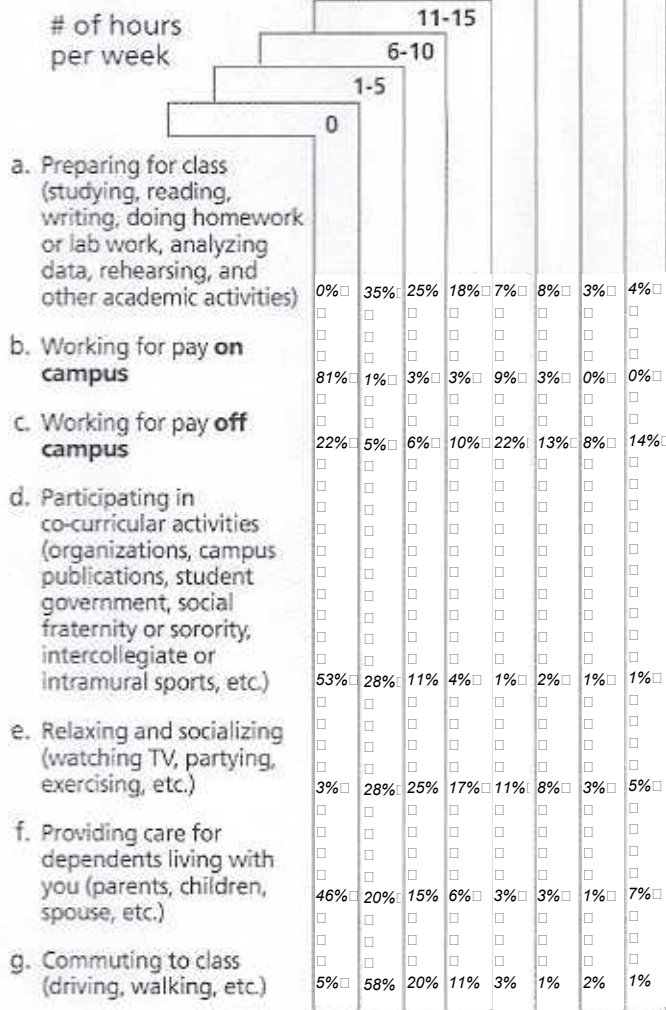 # of hours
per week
11-15
6-10
1-5
0
a. Preparing for class
(studying, reading,
writing, doing homework
or lab work, analyzing
data, rehearsing, and
other academic activities) 0% 35% 25% 18% 7% 8% 3% 4%
b. Working for pay on
campus 81% 1% 3% 3% 9% 3% 0% 0%
c. Working for pay off
campus 22% 5% 6% 10% 22% 13% 8% 14%
d. Participating in
co-curricular activities
(organizations, campus
publications, student
government, social
fraternity or sorority,
intercollegiate or
intramural sports, etc.) 53% 28% 11% 4% 1% 2% 1% 1%
e. Relaxing and socializing
(watching TV, partying,
exercising, etc.) 3% 28% 25% 17% 11% 8% 3% 5%
f. Providing care for
dependents living with
you (parents, children,
spouse, etc.) 46% 20% 15% 6% 3% 3% 1% 7%
g. Commuting to class
(driving, walking, etc.) 5% 58% 20% 11% 3% 1% 2% 1%